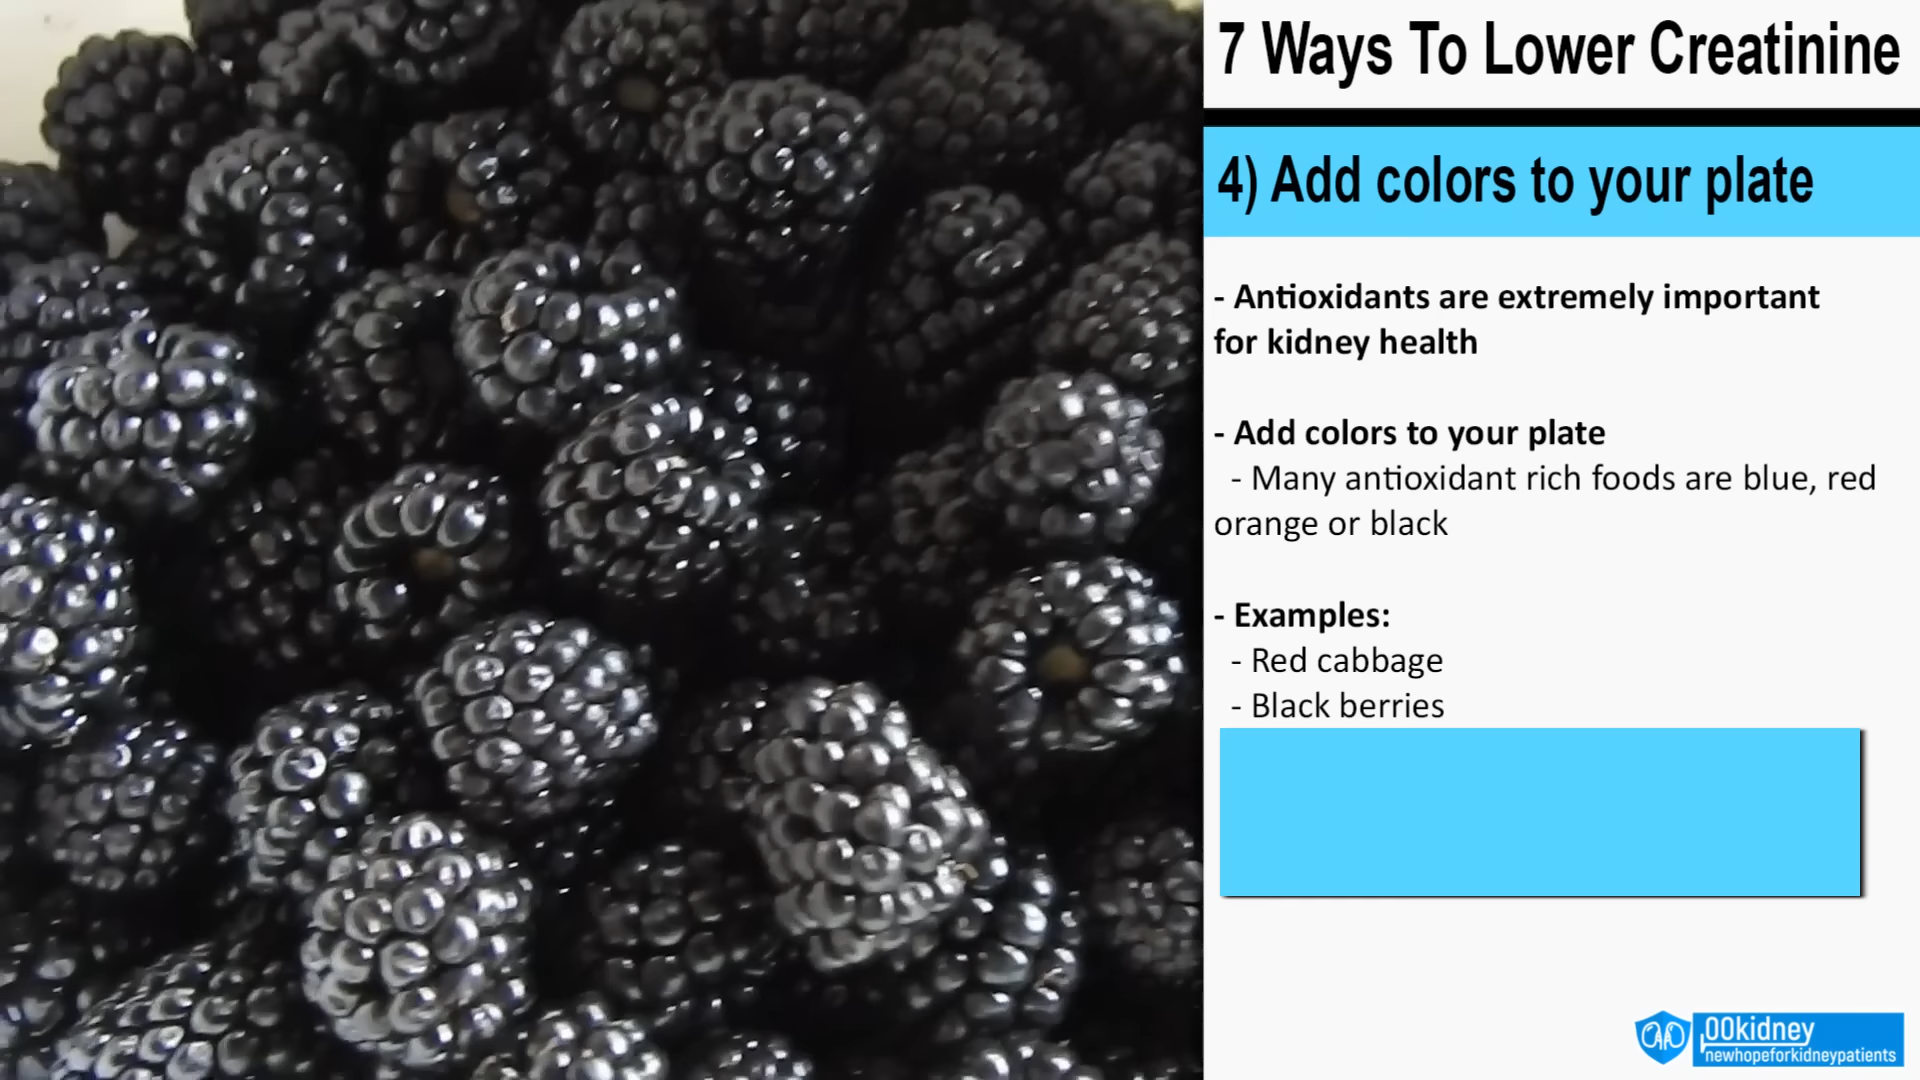 7 Ways To Lower Creatinine
4) Add colors to your plate
- Antioxidants are extremely important
for kidney health
- Add colors to your plate
- Many antioxidant rich foods are blue, red
orange or black
- Examples:
- Red cabbage
- Black berries
00kidney
newhopeforkidneypatients